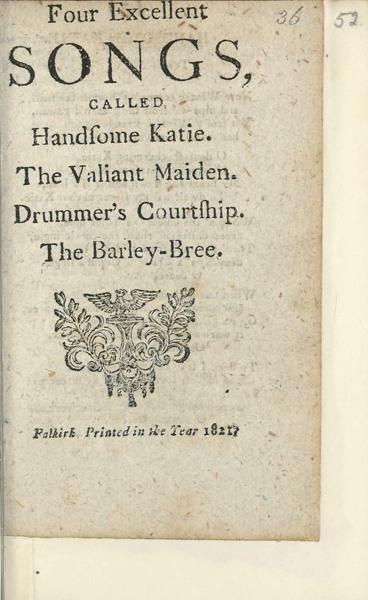 Four Excellent
36
52
SONGS,
CALLED,
Handſome Katie.
The Valiant Maiden.
Drummer's Courtſhip.
The Barley-Bree.
Falkirk Printed in the Year 1821.